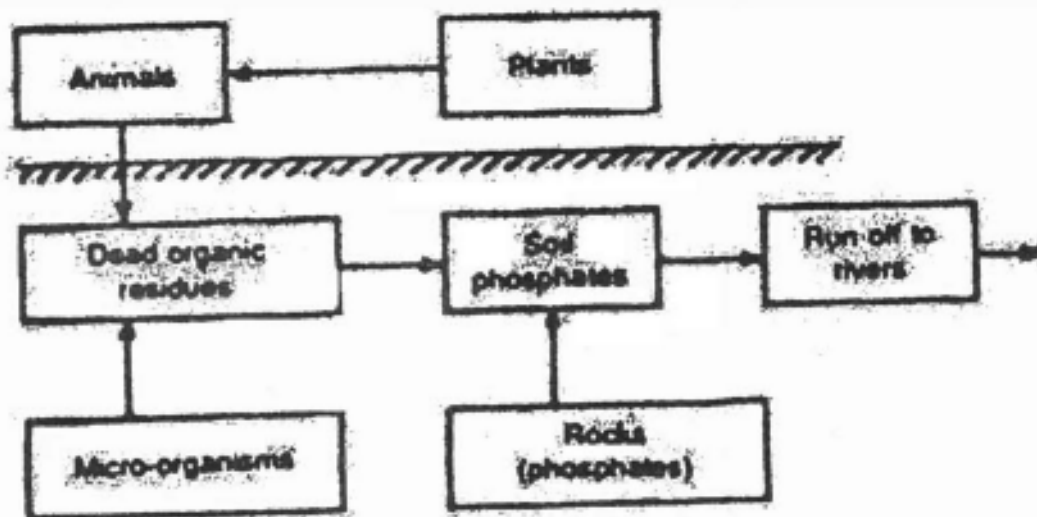 Animals
Plants
Dead organic
residues
Soil
phosphates
Run off to
rivers
Micro-organisms
Rocks
(phosphates)